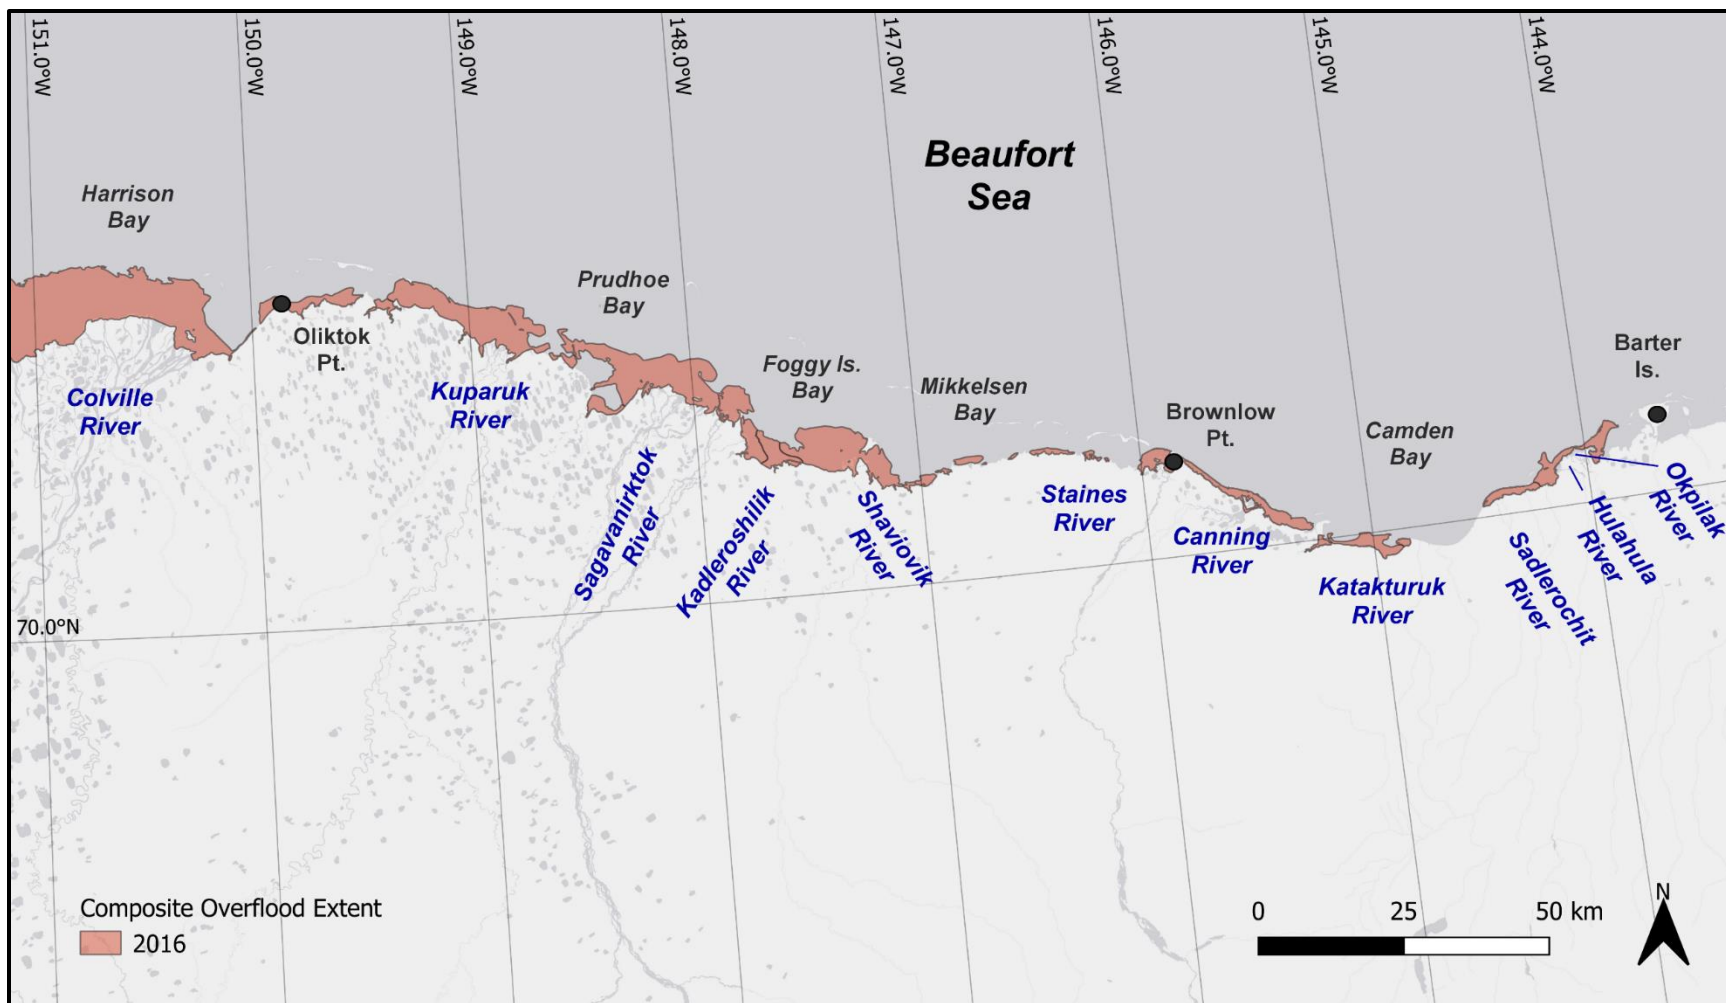 151.0°W
150.0°W
149.0°W
148.0°W
147.0°W
146.0°W
145.0°W
144.0°W
Beaufort
Sea
Harrison
Bay
Prudhoe
Bay
Oliktok
Pt.
Foggy Is.
Bay
Mikkelsen
Bay
Brownlow
Pt.
Camden
Bay
Barter
Is.
Colville
River
Kuparuk
River
Sagavanirktok
River
Kadleroshilik
River
Shaviovik
River
Staines
River
Canning
River
Katakturuk
River
Sadlerochit
River
Hulahula
River
Okpilak
River
70.0°N
Composite Overflood Extent
2016
0 25 50 km
N